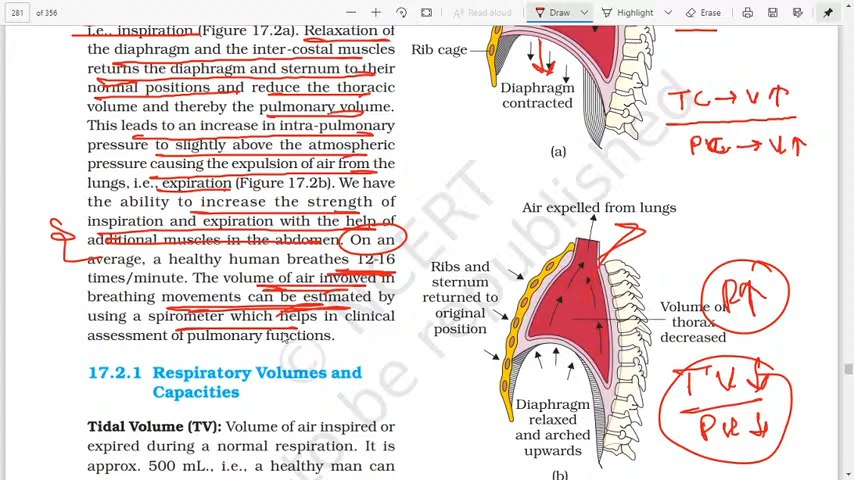 281 of 356
Read aloud
Draw
Highlight
Erase
i.e., inspiration (Figure 17.2a). Relaxation of
the diaphragm and the inter-costal muscles
returns the diaphragm and sternum to their
normal positions and reduce the thoracic
volume and thereby the pulmonary volume.
This leads to an increase in intra-pulmonary
pressure to slightly above the atmospheric
pressure causing the expulsion of air from the
lungs, i.e., expiration (Figure 17.2b). We have
the ability to increase the strength of
inspiration and expiration with the help of
additional muscles in the abdomen. On an
average, a healthy human breathes 12-16
times/minute. The volume of air involved in
breathing movements can be estimated by
using a spirometer which helps in clinical
assessment of pulmonary functions.
17.2.1 Respiratory Volumes and
Capacities
Tidal Volume (TV): Volume of air inspired or
expired during a normal respiration. It is
approx. 500 mL., i.e., a healthy man can
Rib cage
Diaphragm
contracted
(a)
TC → V ↑
→ V ↑
Air expelled from lungs
Ribs and
sternum
returned to
original
position
Volume of
thorax
decreased
Diaphragm
relaxed
and arched
upwards
(b)
P ↑
T V ↓
© NCERT
not to be republished